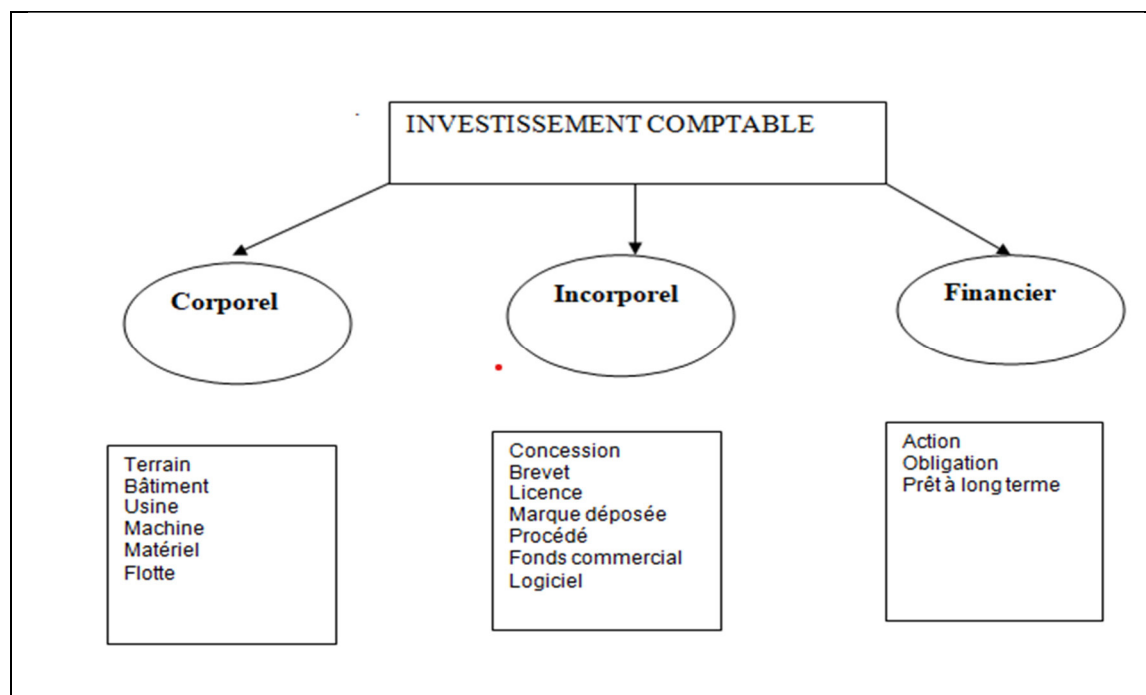 INVESTISSEMENT COMPTABLE
Corporel
Incorporel
Financier
Terrain
Bâtiment
Usine
Machine
Matériel
Flotte
Concession
Brevet
Licence
Marque déposée
Procédé
Fonds commercial
Logiciel
Action
Obligation
Prêt à long terme